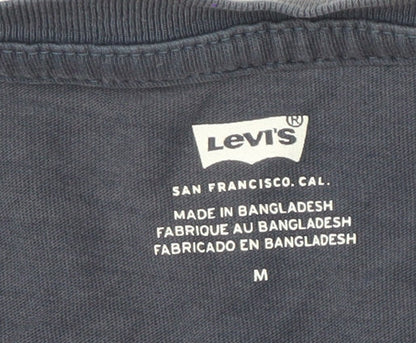 Levi's®
SAN FRANCISCO. CAL.
MADE IN BANGLADESH
FABRIQUE AU BANGLADESH
FABRICADO EN BANGLADESH
M